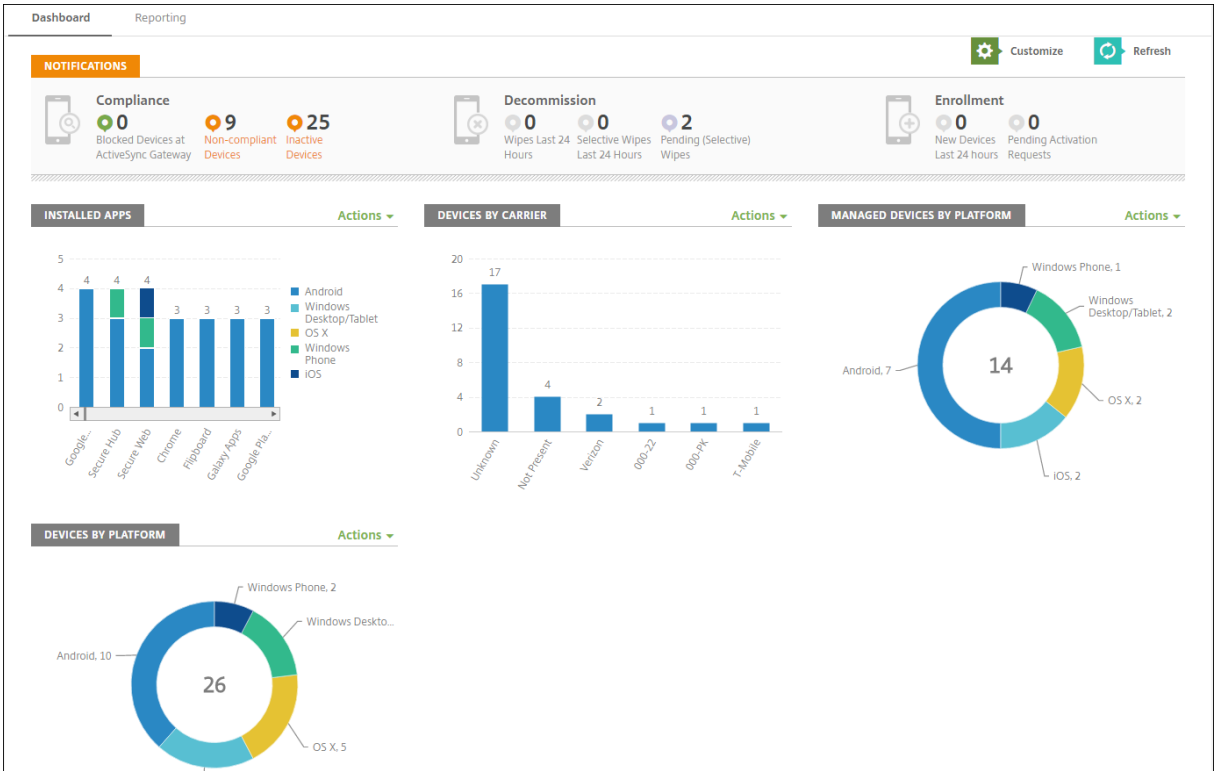 Dashboard Reporting
Customize Refresh
NOTIFICATIONS
Compliance
0 9 25
Blocked Devices at Non-compliant Inactive
ActiveSync Gateway Devices Devices
Decommission
0 0 2
Wipes Last 24 Selective Wipes Pending (Selective)
Hours Last 24 Hours Wipes
Enrollment
0 0
New Devices Pending Activation
Last 24 hours Requests
INSTALLED APPS Actions
5
4
3
2
1
0
4 4 4 3 3 3 3
Google...
Secure Hub
Secure Web
Chrome
Flipboard
Galaxy Apps
Google Pla...
Android
Windows
Desktop/Tablet
OS X
Windows
Phone
iOS
DEVICES BY CARRIER Actions
20
16
12
8
4
0
17 4 2 1 1 1
Unknown
Not Present
Verizon
000-22
000-PK
T-Mobile
MANAGED DEVICES BY PLATFORM Actions
Windows Phone, 1
Windows
Desktop/Tablet, 2
Android, 7
14
OS X, 2
iOS, 2
DEVICES BY PLATFORM Actions
Windows Phone, 2
Windows Deskto...
Android, 10
26
OS X, 5